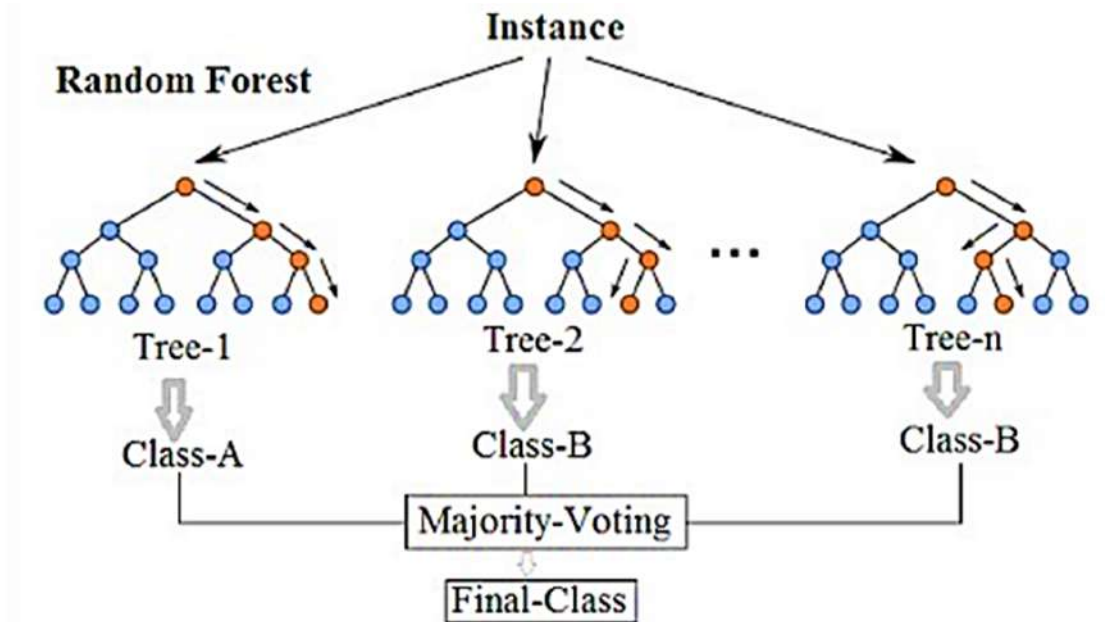 Instance
Random Forest
...
Tree-1
Tree-2
Tree-n
Class-A
Class-B
Class-B
Majority-Voting
Final-Class